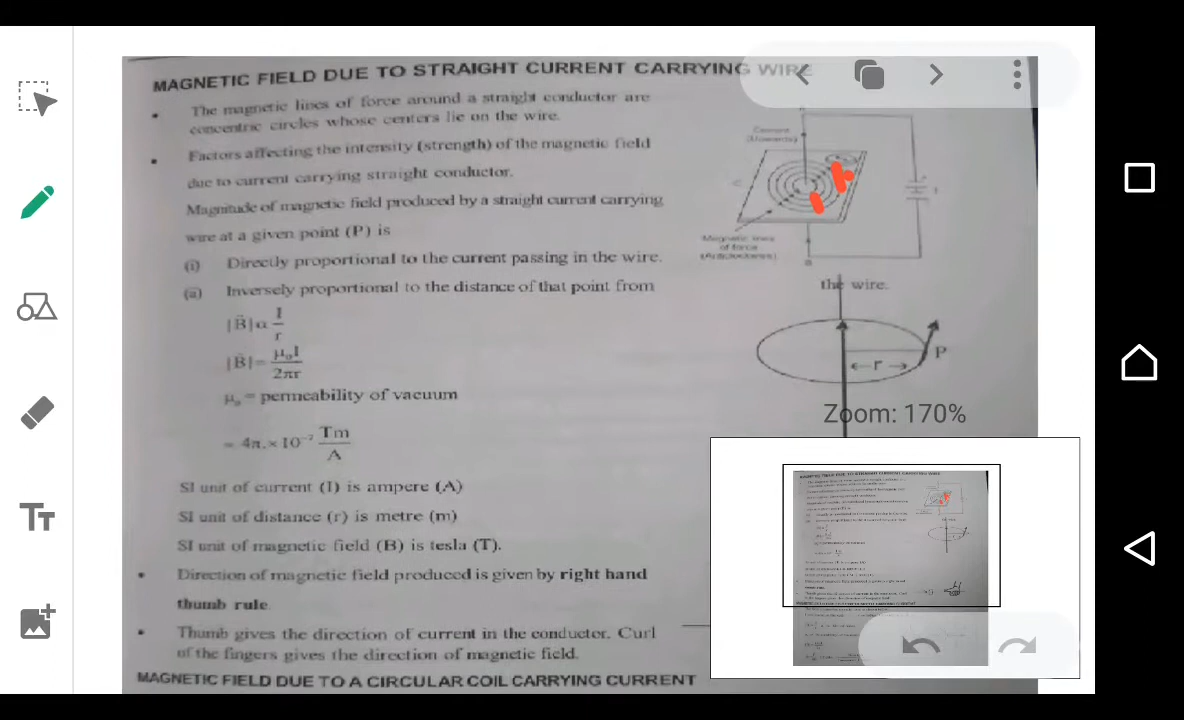 MAGNETIC FIELD DUE TO STRAIGHT CURRENT CARRYING WIRE
• The magnetic lines of force around a straight conductor are
concentric circles whose centers lie on the wire.
• Factors affecting the intensity (strength) of the magnetic field
due to current carrying straight conductor.
Magnitude of magnetic field produced by a straight current carrying
wire at a given point (P) is
(i) Directly proportional to the current passing in the wire.
(ii) Inversely proportional to the distance of that point from
the wire.
|B⃗| α I/r
|B⃗| = μ₀I/2πr
μ₀ = permeability of vacuum
= 4π × 10⁻⁷ Tm/A
SI unit of current (I) is ampere (A)
SI unit of distance (r) is metre (m)
SI unit of magnetic field (B) is tesla (T).
• Direction of magnetic field produced is given by right hand
thumb rule.
• Thumb gives the direction of current in the conductor. Curl
of the fingers gives the direction of magnetic field.
MAGNETIC FIELD DUE TO A CIRCULAR COIL CARRYING CURRENT
Current
(Upwards)
Magnetic lines
of force
(Anticlockwise)
B
P
r
Zoom: 170%
TT